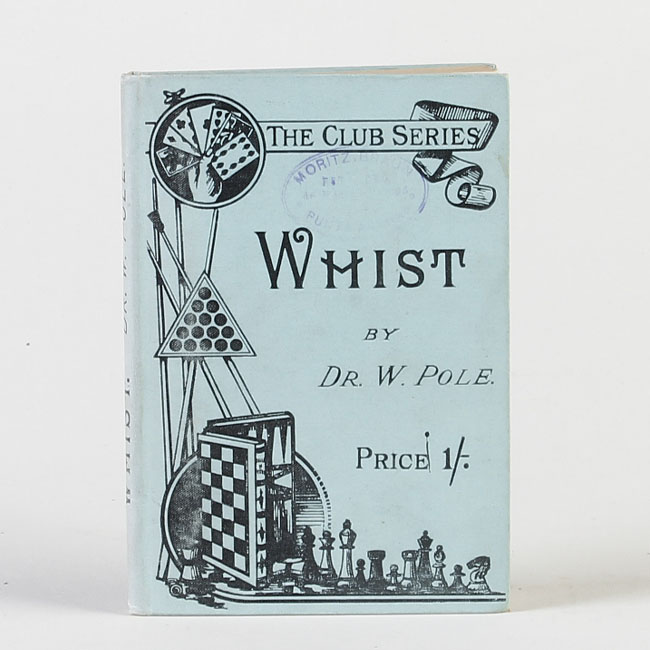 THE CLUB SERIES
MORITZ
WHIST
BY
DR. W. POLE.
PRICE 1/-.
WHIST. DR. W. POLE.